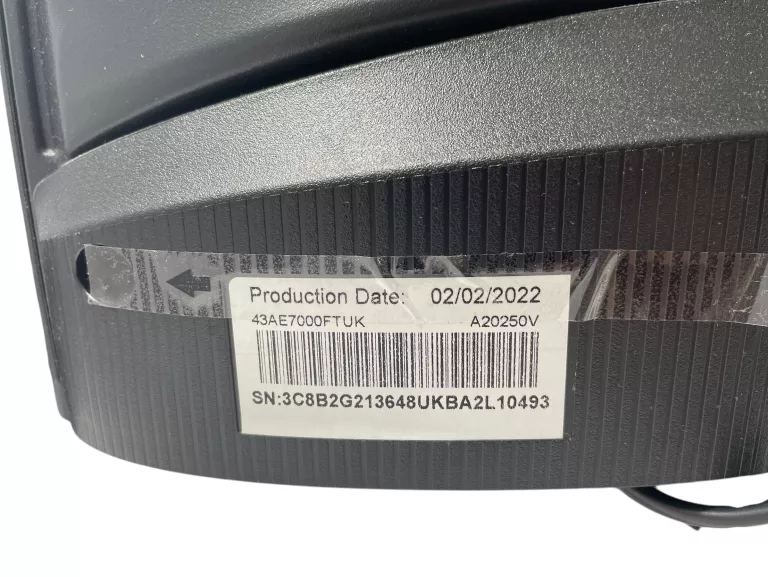 Production Date: 02/02/2022
43AE7000FTUK A20250V
SN:3C8B2G213648UKBA2L10493